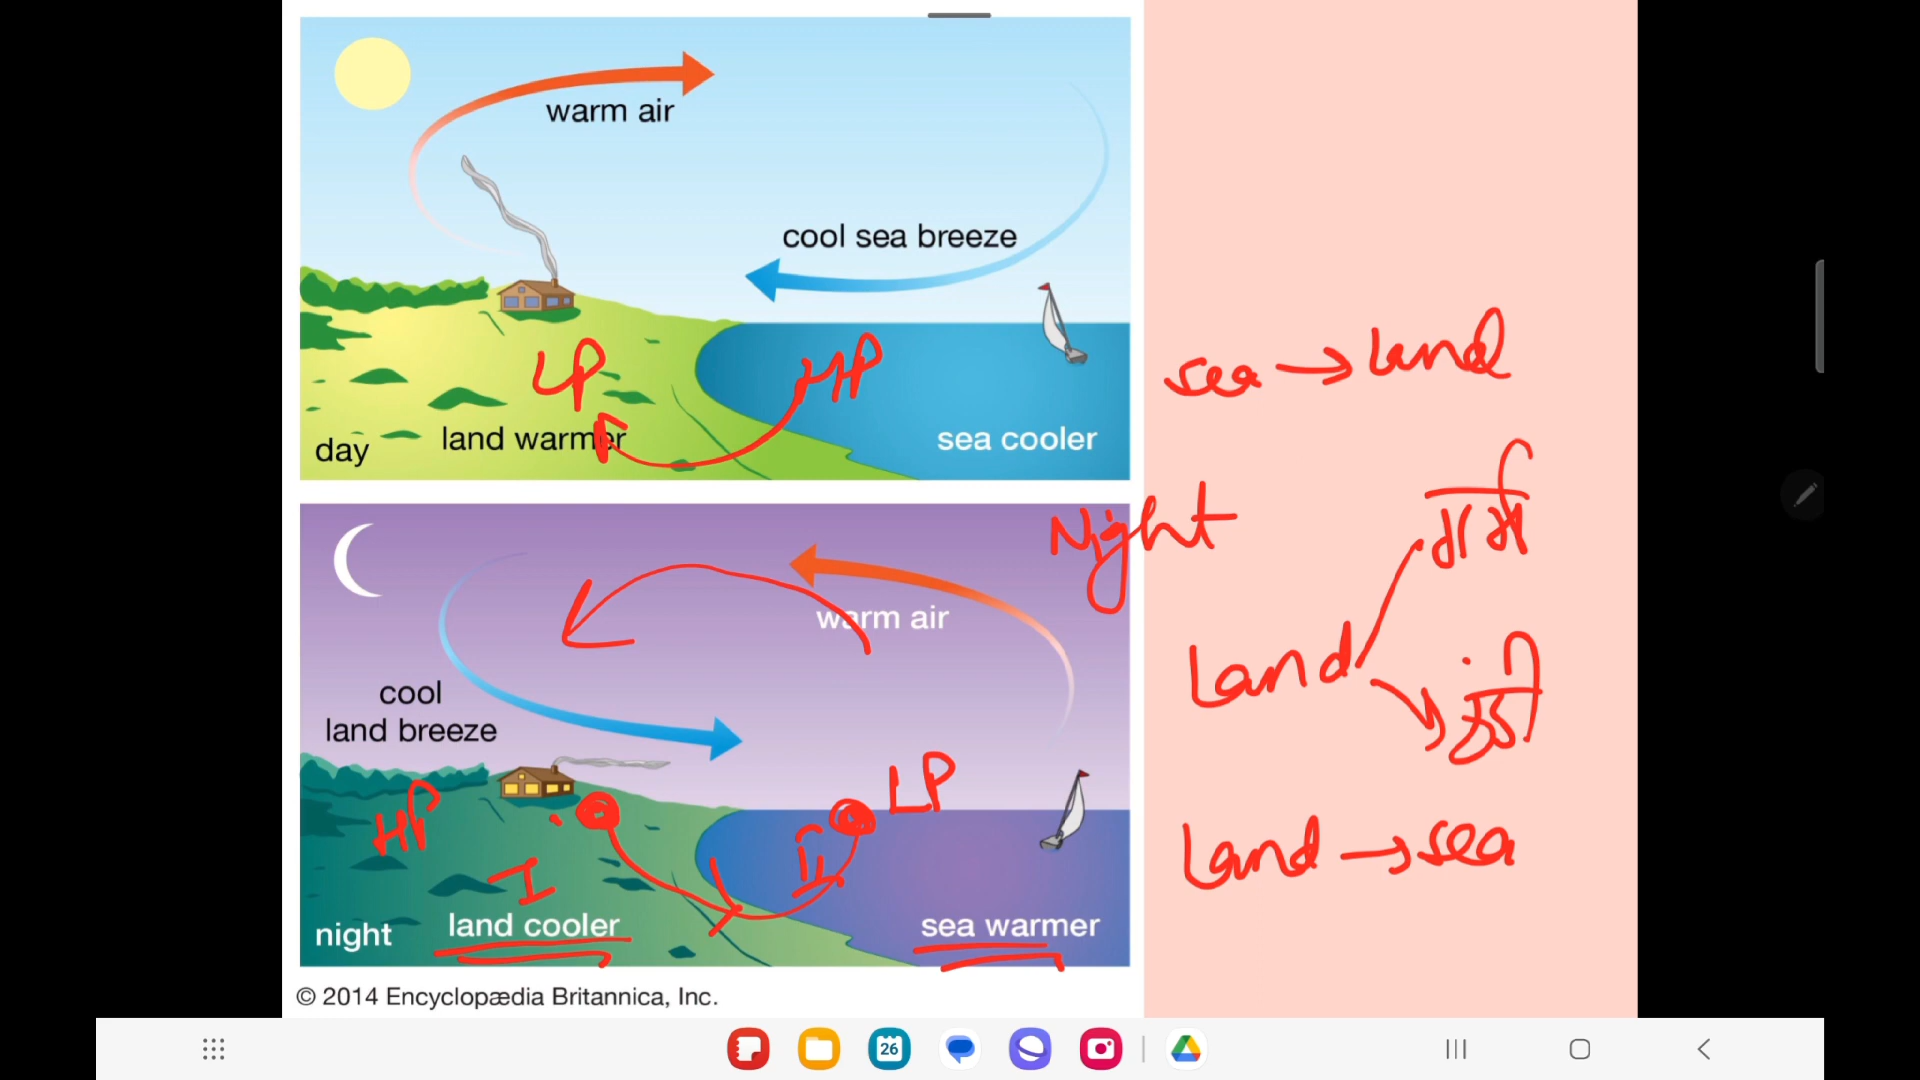 warm air
cool sea breeze
LP
HP
day
land warmer
sea cooler
sea → land
Night
warm air
cool
land breeze
Land
HP
LP
I
II
night
land cooler
sea warmer
Land → sea
© 2014 Encyclopædia Britannica, Inc.
26